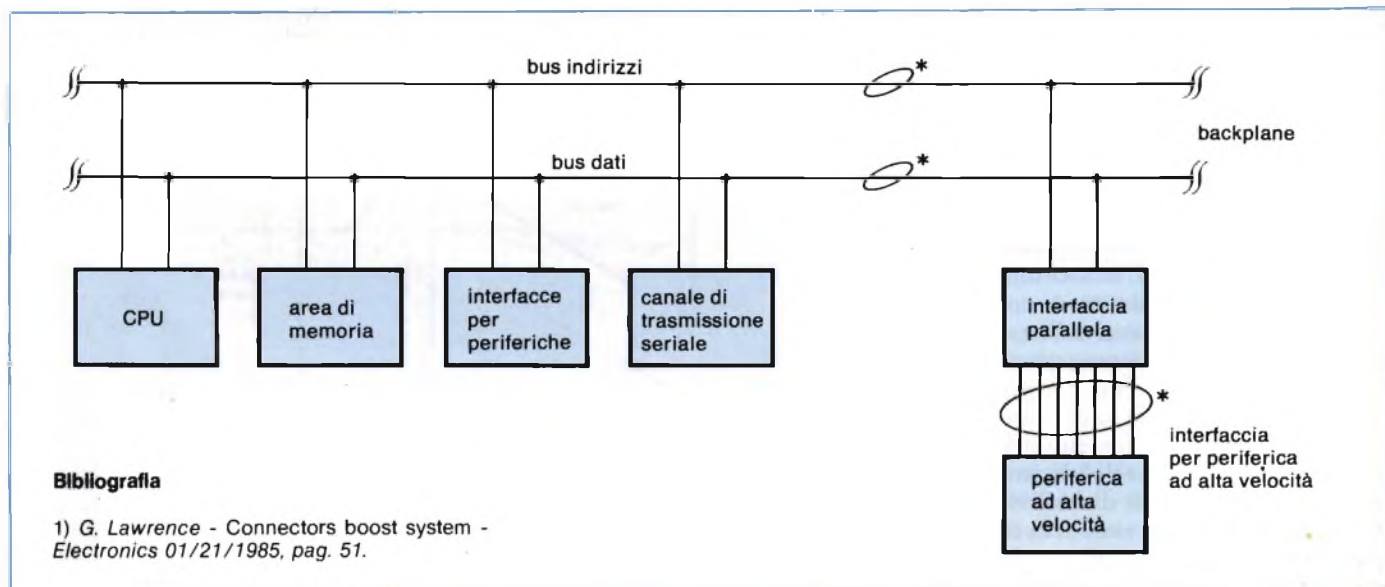 bus indirizzi
*
backplane
bus dati
*
CPU
area di
memoria
interfacce
per
periferiche
canale di
trasmissione
seriale
interfaccia
parallela
*
interfaccia
per periferica
ad alta velocità
periferica
ad alta
velocità
Bibliografia
1) G. Lawrence - Connectors boost system -
Electronics 01/21/1985, pag. 51.